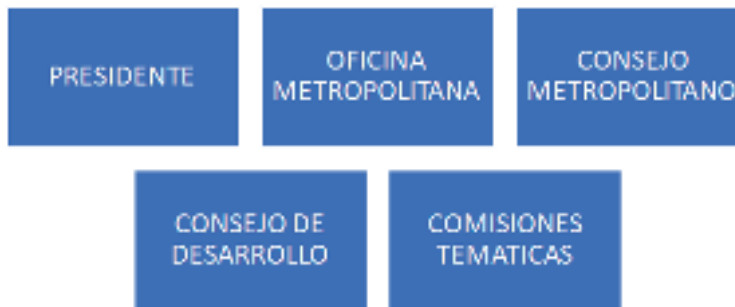 PRESIDENTE
OFICINA
METROPOLITANA
CONSEJO
METROPOLITANO
CONSEJO DE
DESARROLLO
COMISIONES
TEMATICAS